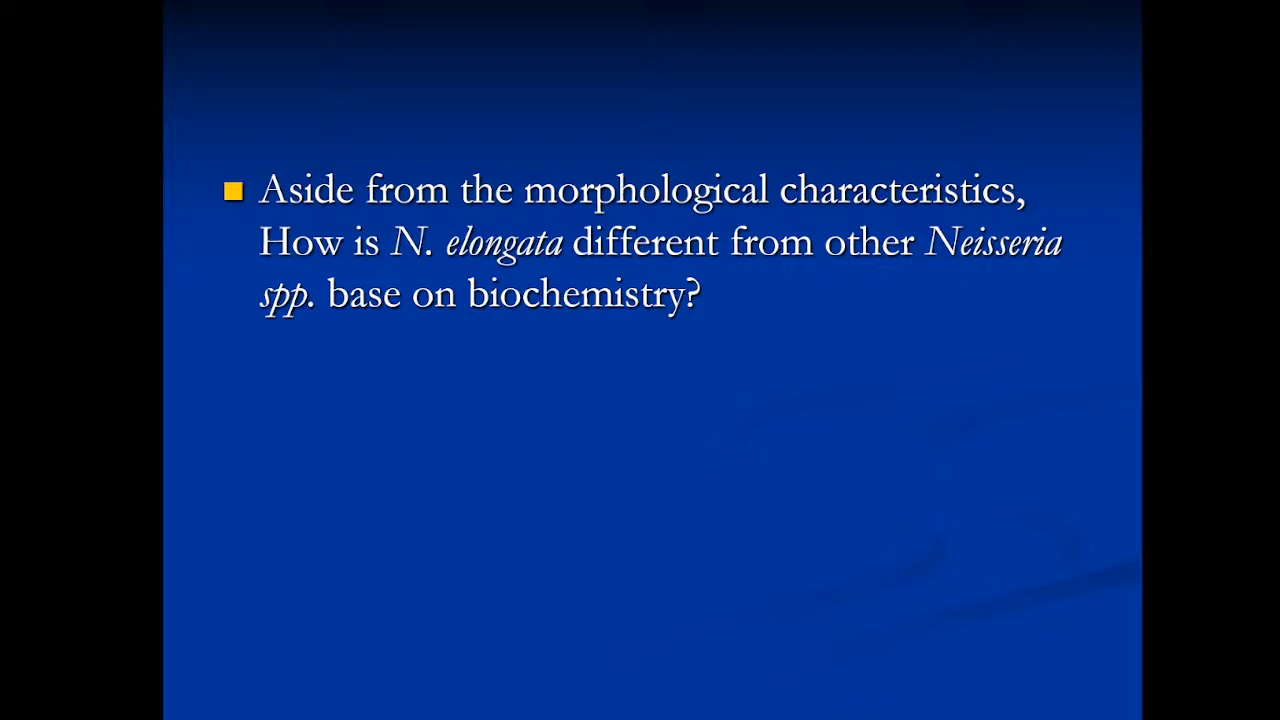 Aside from the morphological characteristics,
How is N. elongata different from other Neisseria
spp. base on biochemistry?